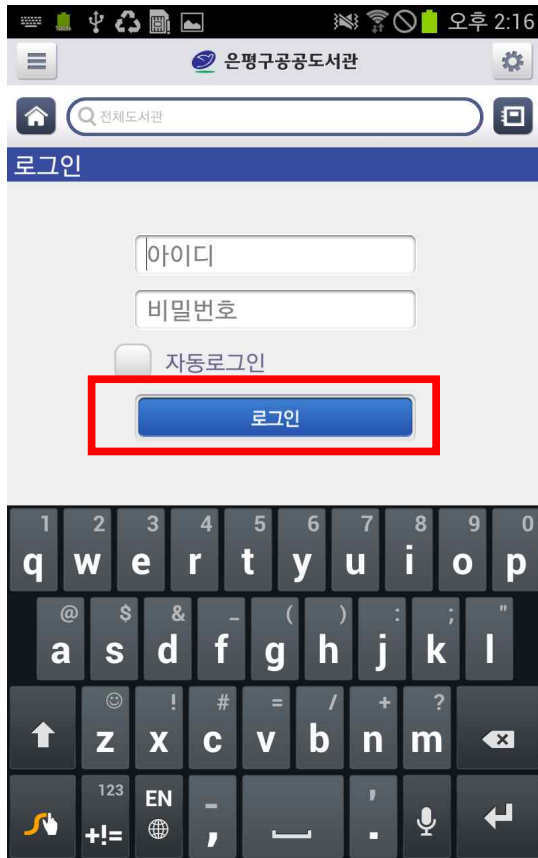 100%
오후 2:16
은평구공공도서관
전체도서관
로그인
아이디
비밀번호
자동로그인
로그인
1 2 3 4 5 6 7 8 9 0
q w e r t y u i o p
@ $ & _ ( ) : ; "
a s d f g h j k l
! # = / + ?
z x c v b n m
123 EN - '
+!= , .